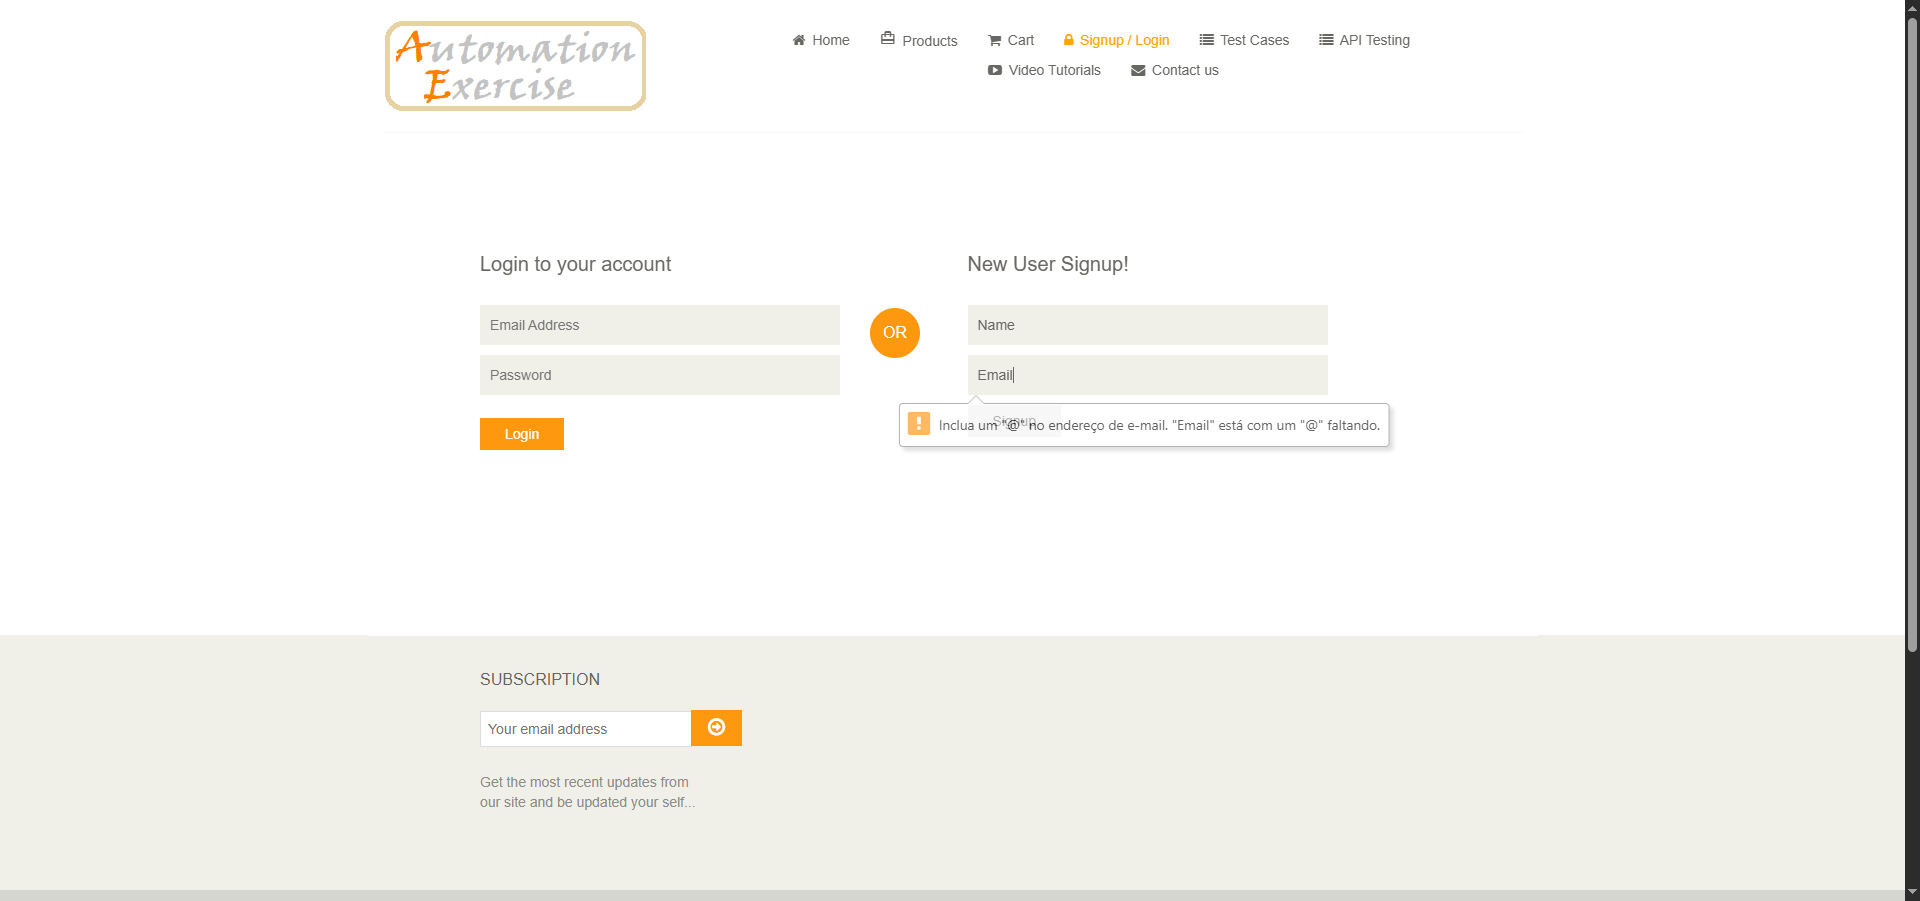 Automation
Exercise
Home
Products
Cart
Signup / Login
Test Cases
API Testing
Video Tutorials
Contact us
Login to your account
Email Address
Password
Login
OR
New User Signup!
Name
Email
Signup
Inclua um "@" no endereço de e-mail. "Email" está com um "@" faltando.
SUBSCRIPTION
Your email address
Get the most recent updates from
our site and be updated your self...